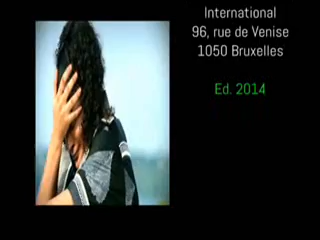 International
96, rue de Venise
1050 Bruxelles
Ed. 2014